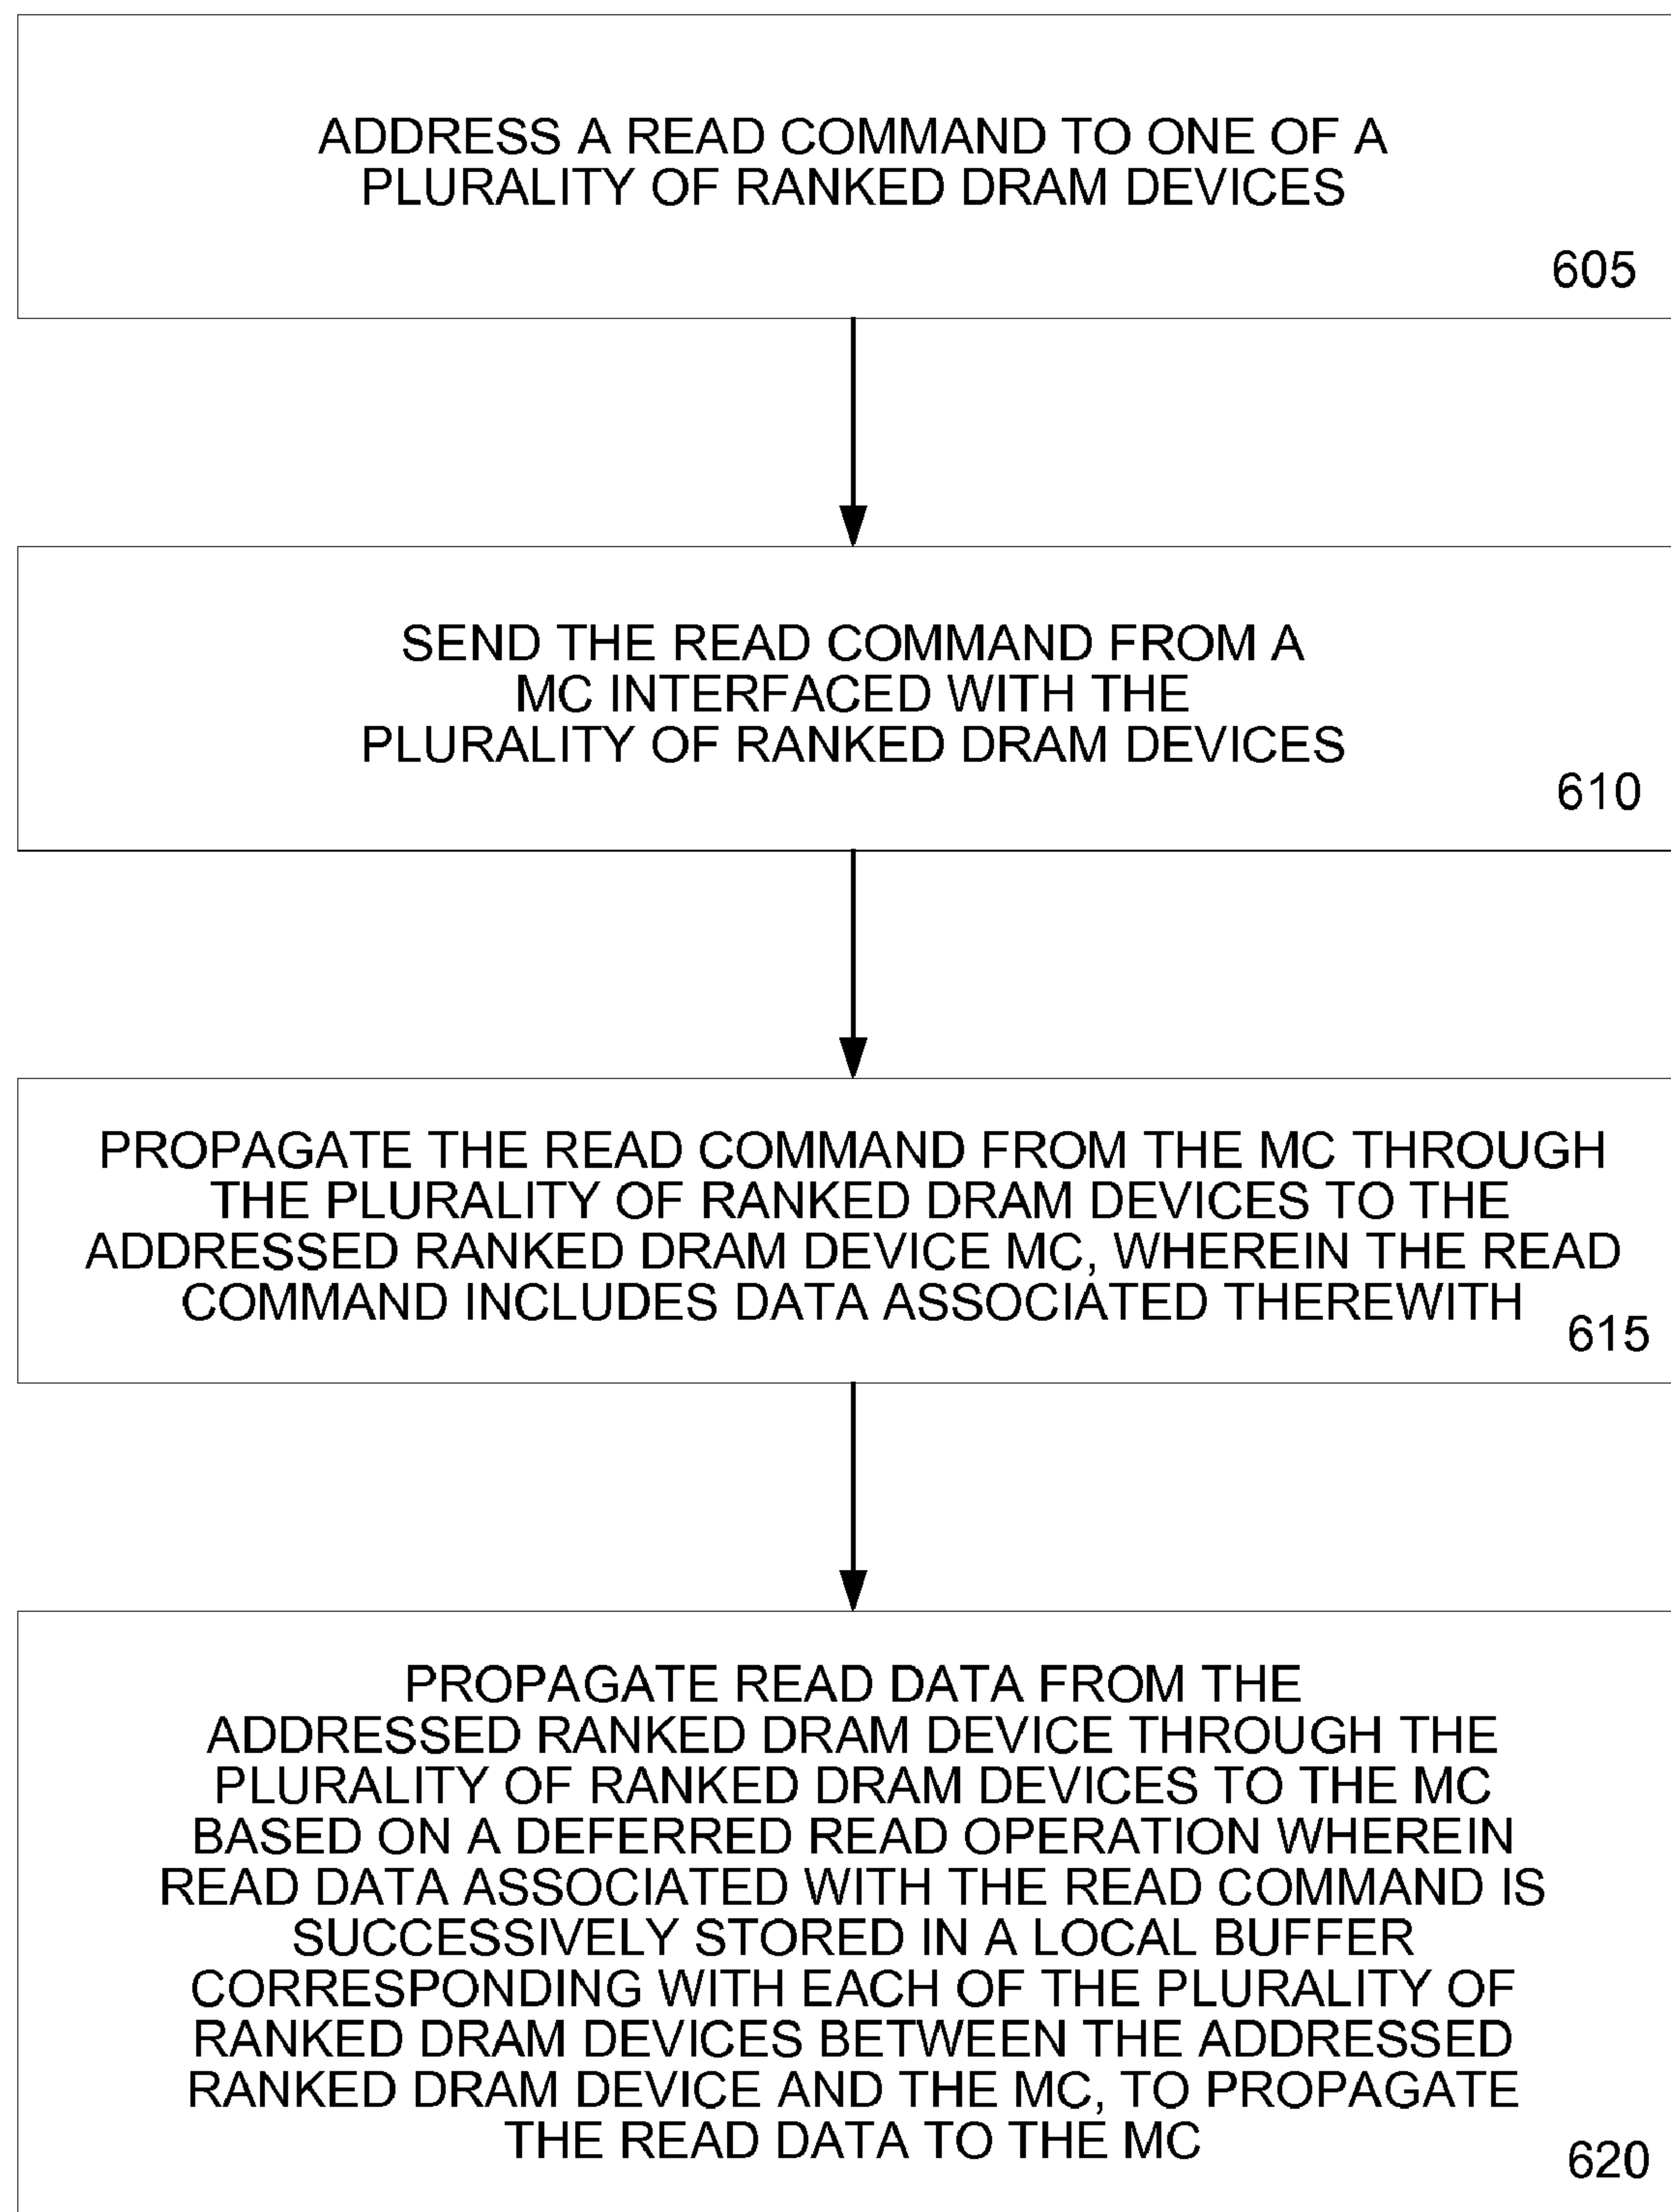 ADDRESS A READ COMMAND TO ONE OF A
PLURALITY OF RANKED DRAM DEVICES
605
SEND THE READ COMMAND FROM A
MC INTERFACED WITH THE
PLURALITY OF RANKED DRAM DEVICES
610
PROPAGATE THE READ COMMAND FROM THE MC THROUGH
THE PLURALITY OF RANKED DRAM DEVICES TO THE
ADDRESSED RANKED DRAM DEVICE MC, WHEREIN THE READ
COMMAND INCLUDES DATA ASSOCIATED THEREWITH
615
PROPAGATE READ DATA FROM THE
ADDRESSED RANKED DRAM DEVICE THROUGH THE
PLURALITY OF RANKED DRAM DEVICES TO THE MC
BASED ON A DEFERRED READ OPERATION WHEREIN
READ DATA ASSOCIATED WITH THE READ COMMAND IS
SUCCESSIVELY STORED IN A LOCAL BUFFER
CORRESPONDING WITH EACH OF THE PLURALITY OF
RANKED DRAM DEVICES BETWEEN THE ADDRESSED
RANKED DRAM DEVICE AND THE MC, TO PROPAGATE
THE READ DATA TO THE MC
620